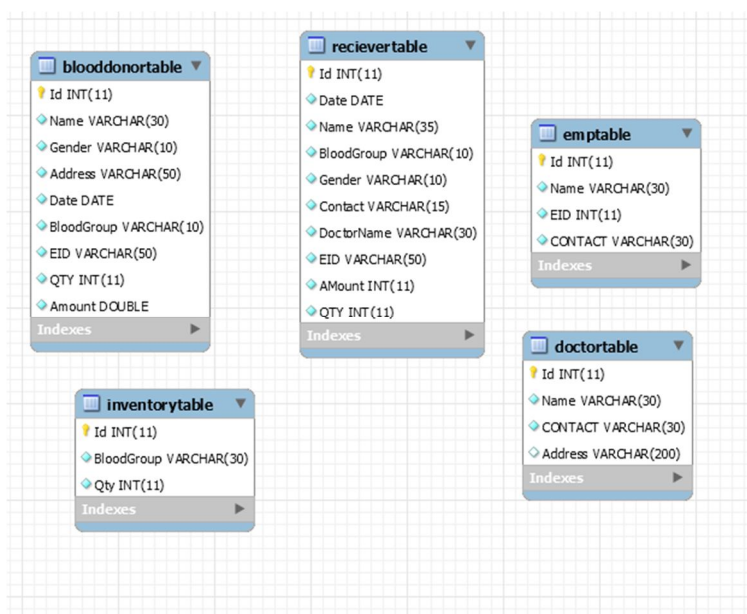 blooddonortable
Id INT(11)
Name VARCHAR(30)
Gender VARCHAR(10)
Address VARCHAR(50)
Date DATE
BloodGroup VARCHAR(10)
EID VARCHAR(50)
QTY INT(11)
Amount DOUBLE
Indexes
recievertable
Id INT(11)
Date DATE
Name VARCHAR(35)
BloodGroup VARCHAR(10)
Gender VARCHAR(10)
Contact VARCHAR(15)
DoctorName VARCHAR(30)
EID VARCHAR(50)
AMount INT(11)
QTY INT(11)
Indexes
emptable
Id INT(11)
Name VARCHAR(30)
EID INT(11)
CONTACT VARCHAR(30)
Indexes
doctortable
Id INT(11)
Name VARCHAR(30)
CONTACT VARCHAR(30)
Address VARCHAR(200)
Indexes
inventorytable
Id INT(11)
BloodGroup VARCHAR(30)
Qty INT(11)
Indexes